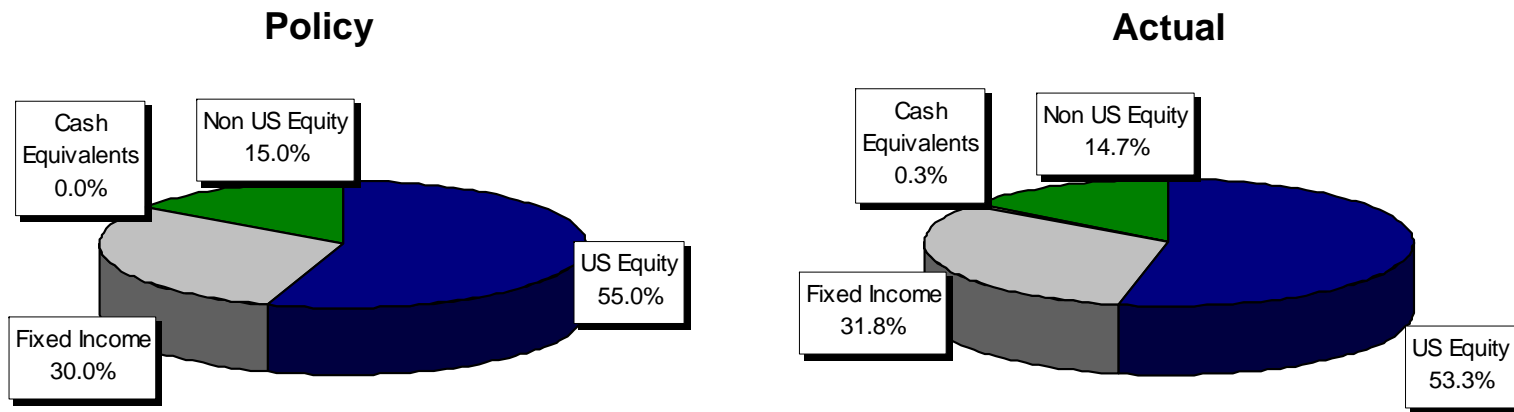 Policy
Cash
Equivalents
0.0%
Non US Equity
15.0%
US Equity
55.0%
Fixed Income
30.0%
Actual
Cash
Equivalents
0.3%
Non US Equity
14.7%
Fixed Income
31.8%
US Equity
53.3%